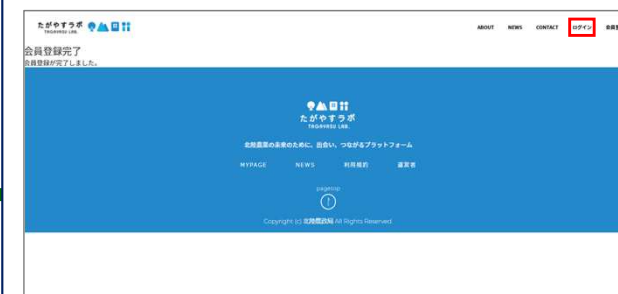 たがやすラボ
TAGAYASU LAB.
ABOUT NEWS CONTACT ログイン
会員登録完了
会員登録が完了しました。
たがやすラボ
TAGAYASU LAB.
北陸農業の未来のために、出会い、つながるプラットフォーム
MYPAGE NEWS 利用規約 運営者
pagetop
Copyright (c) 北陸農政局 All Rights Reserved.